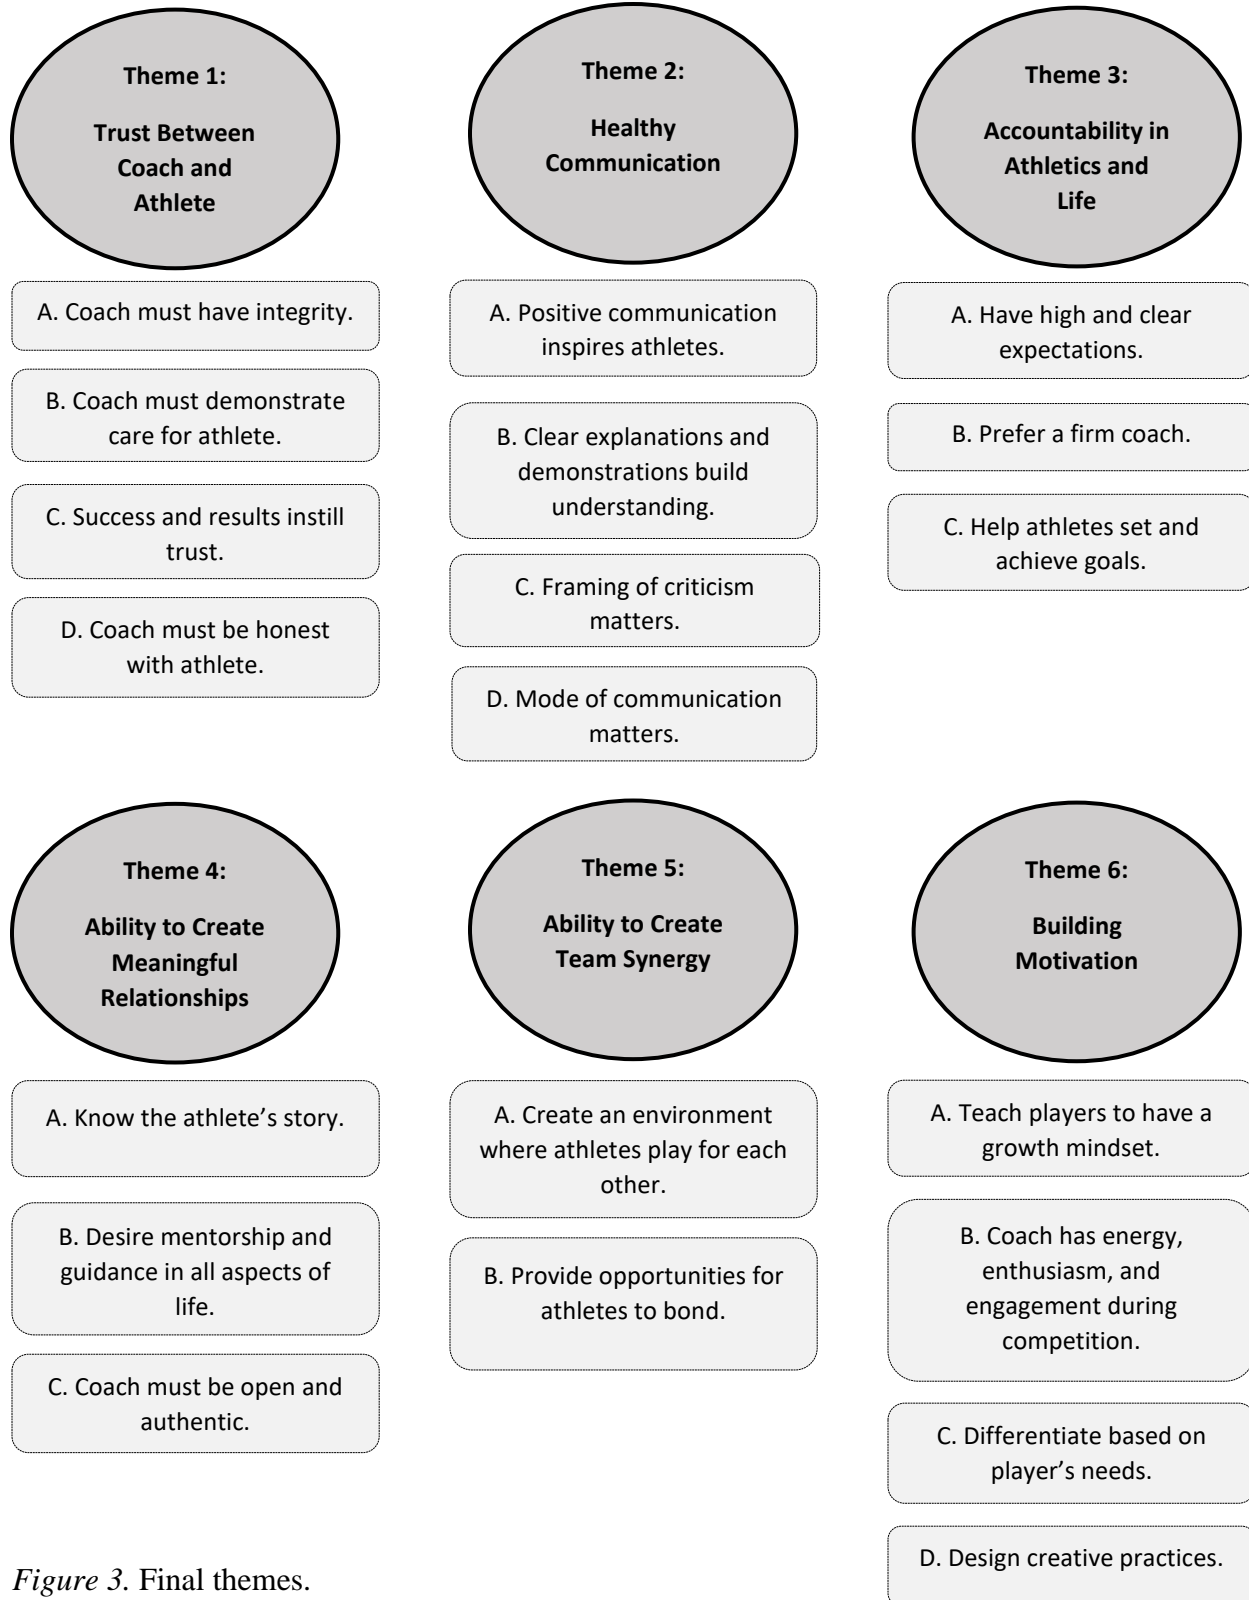 Theme 1:
Trust Between
Coach and
Athlete
A. Coach must have integrity.
B. Coach must demonstrate
care for athlete.
C. Success and results instill
trust.
D. Coach must be honest
with athlete.
Theme 2:
Healthy
Communication
A. Positive communication
inspires athletes.
B. Clear explanations and
demonstrations build
understanding.
C. Framing of criticism
matters.
D. Mode of communication
matters.
Theme 3:
Accountability in
Athletics and
Life
A. Have high and clear
expectations.
B. Prefer a firm coach.
C. Help athletes set and
achieve goals.
Theme 4:
Ability to Create
Meaningful
Relationships
A. Know the athlete’s story.
B. Desire mentorship and
guidance in all aspects of
life.
C. Coach must be open and
authentic.
Theme 5:
Ability to Create
Team Synergy
A. Create an environment
where athletes play for each
other.
B. Provide opportunities for
athletes to bond.
Theme 6:
Building
Motivation
A. Teach players to have a
growth mindset.
B. Coach has energy,
enthusiasm, and
engagement during
competition.
C. Differentiate based on
player’s needs.
D. Design creative practices.
Figure 3. Final themes.